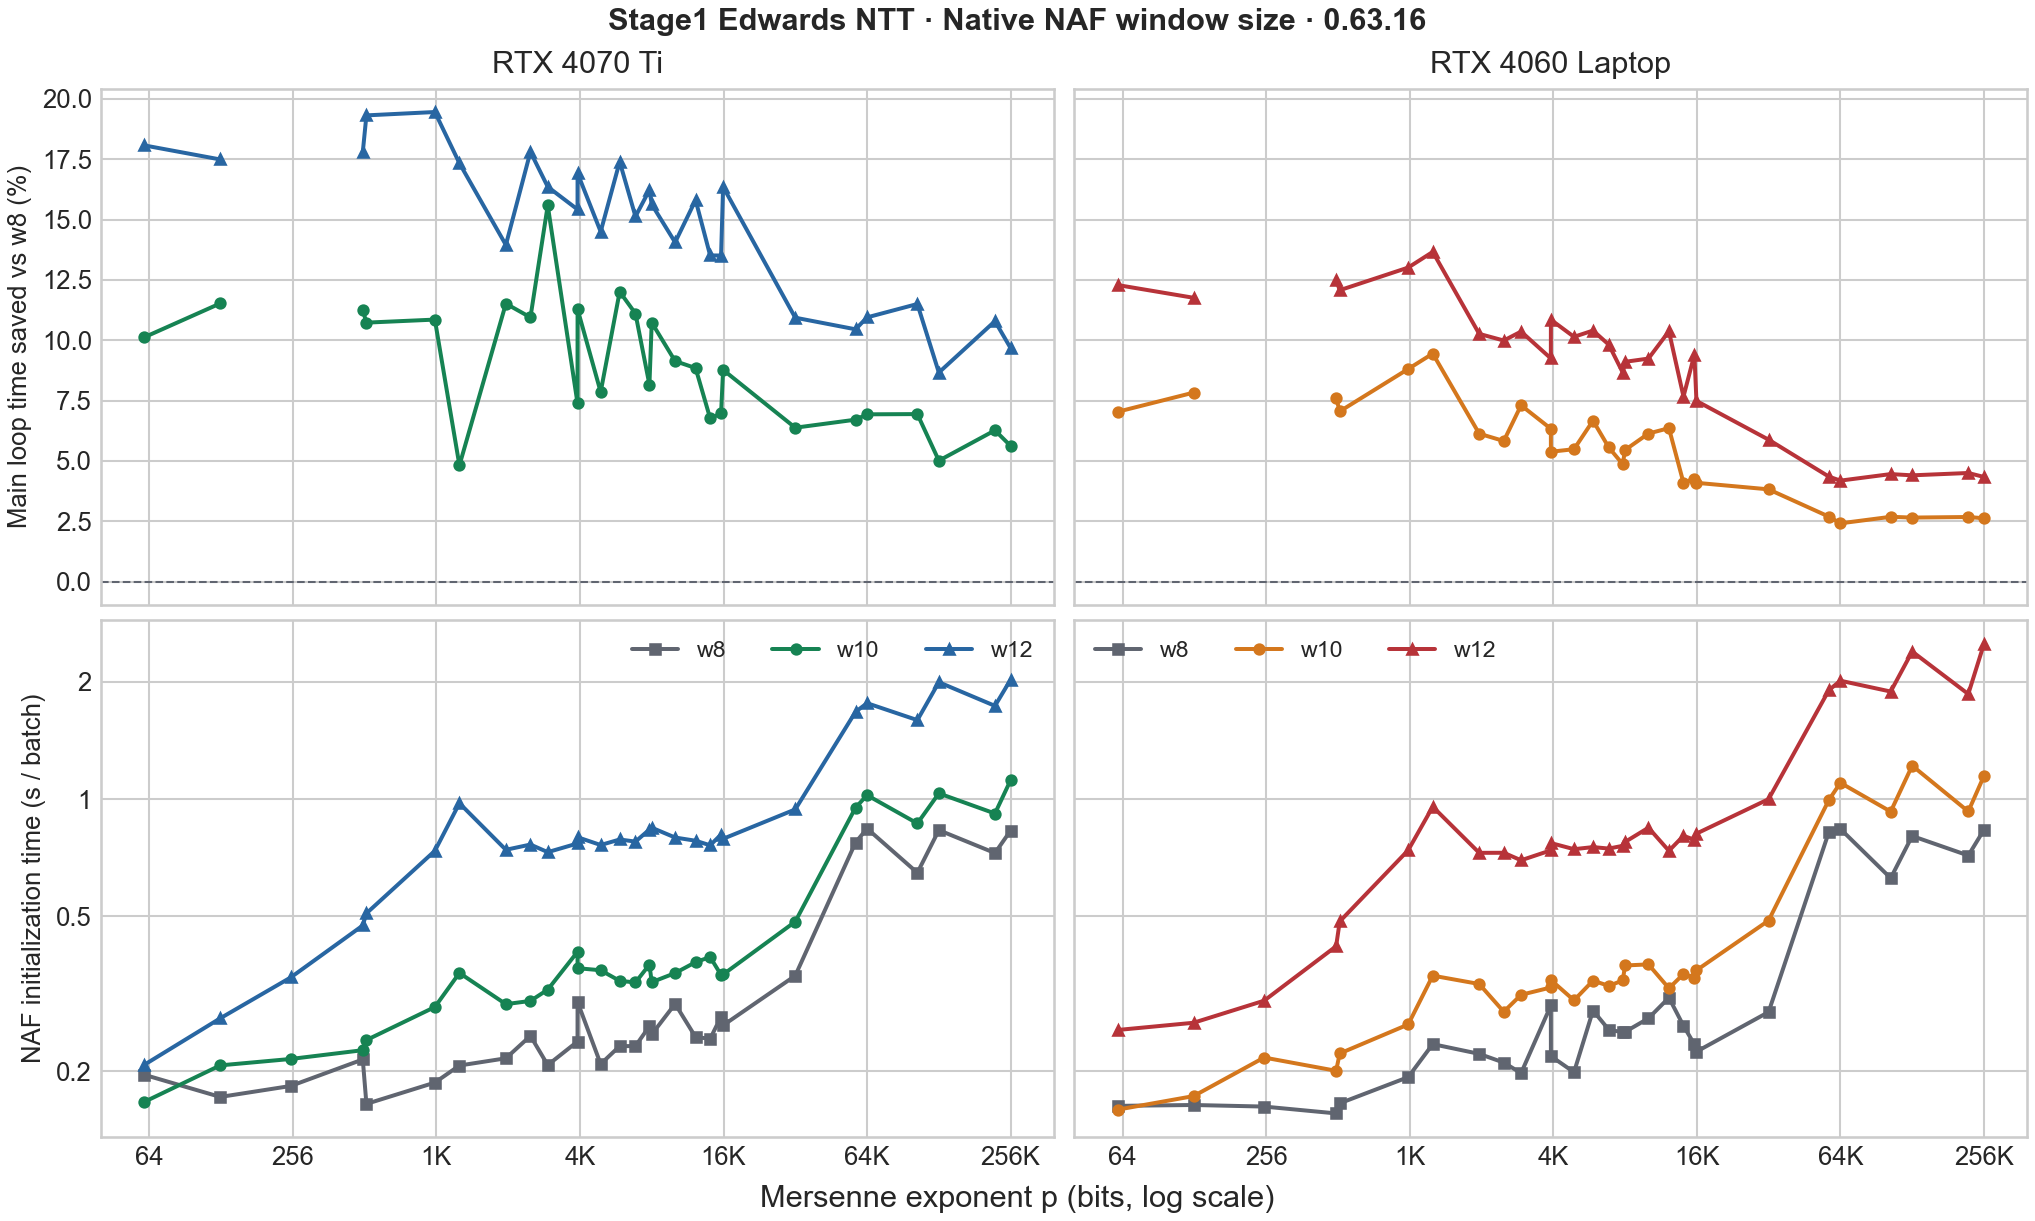 Stage1 Edwards NTT · Native NAF window size · 0.63.16
RTX 4070 Ti
RTX 4060 Laptop
Main loop time saved vs w8 (%)
20.0
17.5
15.0
12.5
10.0
7.5
5.0
2.5
0.0
w8 w10 w12
w8 w10 w12
NAF initialization time (s / batch)
2
1
0.5
0.2
64 256 1K 4K 16K 64K 256K
64 256 1K 4K 16K 64K 256K
Mersenne exponent p (bits, log scale)